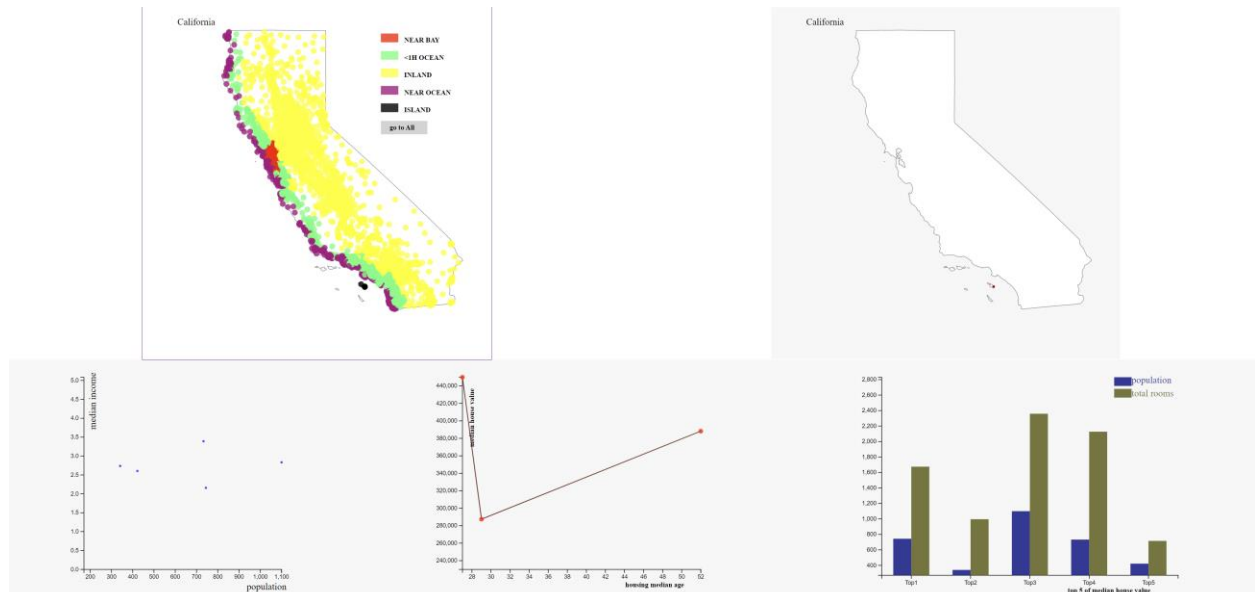 California
NEAR BAY
<1H OCEAN
INLAND
NEAR OCEAN
ISLAND
go to All
California
5.0
4.5
4.0
3.5
3.0
2.5
2.0
1.5
1.0
0.5
0.0
median income
200 300 400 500 600 700 800 900 1,000 1,100
population
440,000
420,000
400,000
380,000
360,000
340,000
320,000
300,000
280,000
260,000
240,000
median house value
28 30 32 34 36 38 40 42 44 46 48 50 52
housing median age
2,800
2,600
2,400
2,200
2,000
1,800
1,600
1,400
1,200
1,000
800
600
400
population
total rooms
Top1 Top2 Top3 Top4 Top5
top 5 of median house value